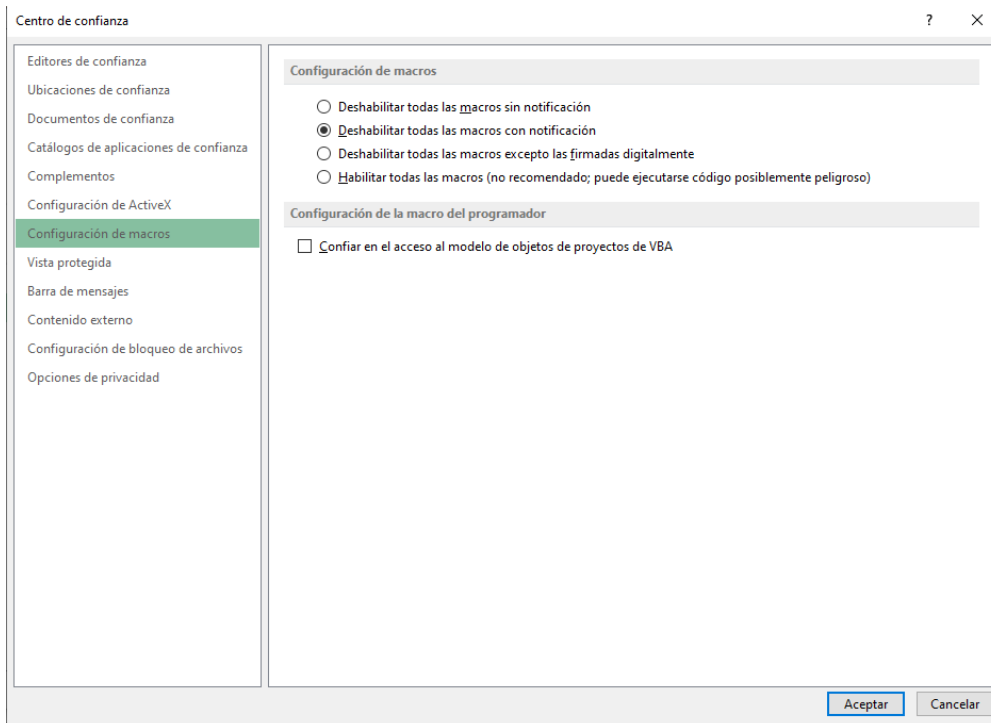 Centro de confianza
?
Editores de confianza
Ubicaciones de confianza
Documentos de confianza
Catálogos de aplicaciones de confianza
Complementos
Configuración de ActiveX
Configuración de macros
Vista protegida
Barra de mensajes
Contenido externo
Configuración de bloqueo de archivos
Opciones de privacidad
Configuración de macros
Deshabilitar todas las macros sin notificación
Deshabilitar todas las macros con notificación
Deshabilitar todas las macros excepto las firmadas digitalmente
Habilitar todas las macros (no recomendado; puede ejecutarse código posiblemente peligroso)
Configuración de la macro del programador
Confiar en el acceso al modelo de objetos de proyectos de VBA
Aceptar
Cancelar